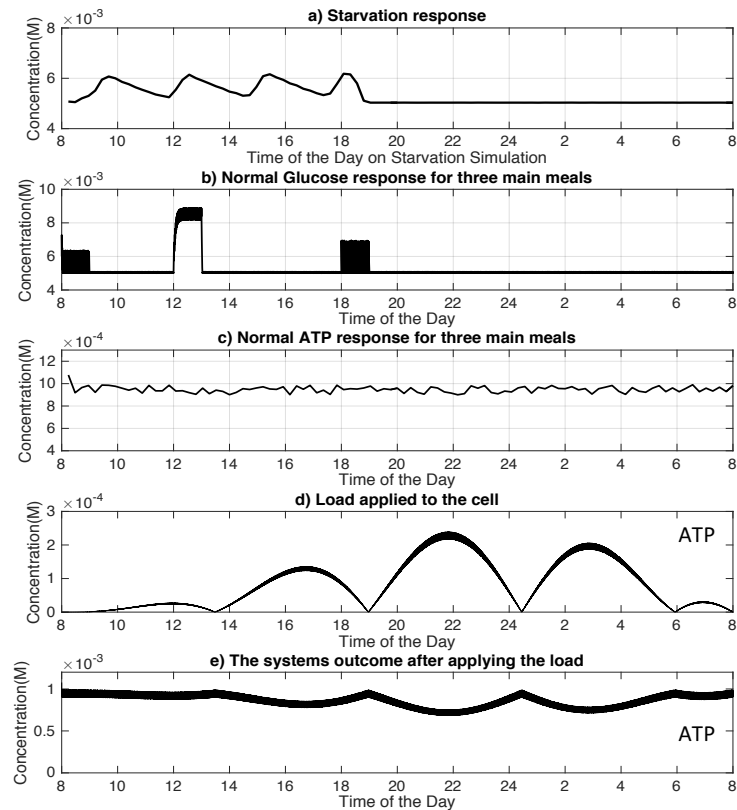 a) Starvation response
×10⁻³
8
6
4
Concentration(M)
8 10 12 14 16 18 20 22 24 2 4 6 8
Time of the Day on Starvation Simulation
b) Normal Glucose response for three main meals
×10⁻³
10
8
6
4
Concentration(M)
8 10 12 14 16 18 20 22 24 2 4 6 8
Time of the Day
c) Normal ATP response for three main meals
×10⁻⁴
12
10
8
6
4
Concentration(M)
8 10 12 14 16 18 20 22 24 2 4 6 8
Time of the Day
d) Load applied to the cell
×10⁻⁴
3
2
1
0
Concentration(M)
ATP
8 10 12 14 16 18 20 22 24 2 4 6 8
Time of the Day
e) The systems outcome after applying the load
×10⁻³
1
0.5
0
Concentration(M)
ATP
8 10 12 14 16 18 20 22 24 2 4 6 8
Time of the Day